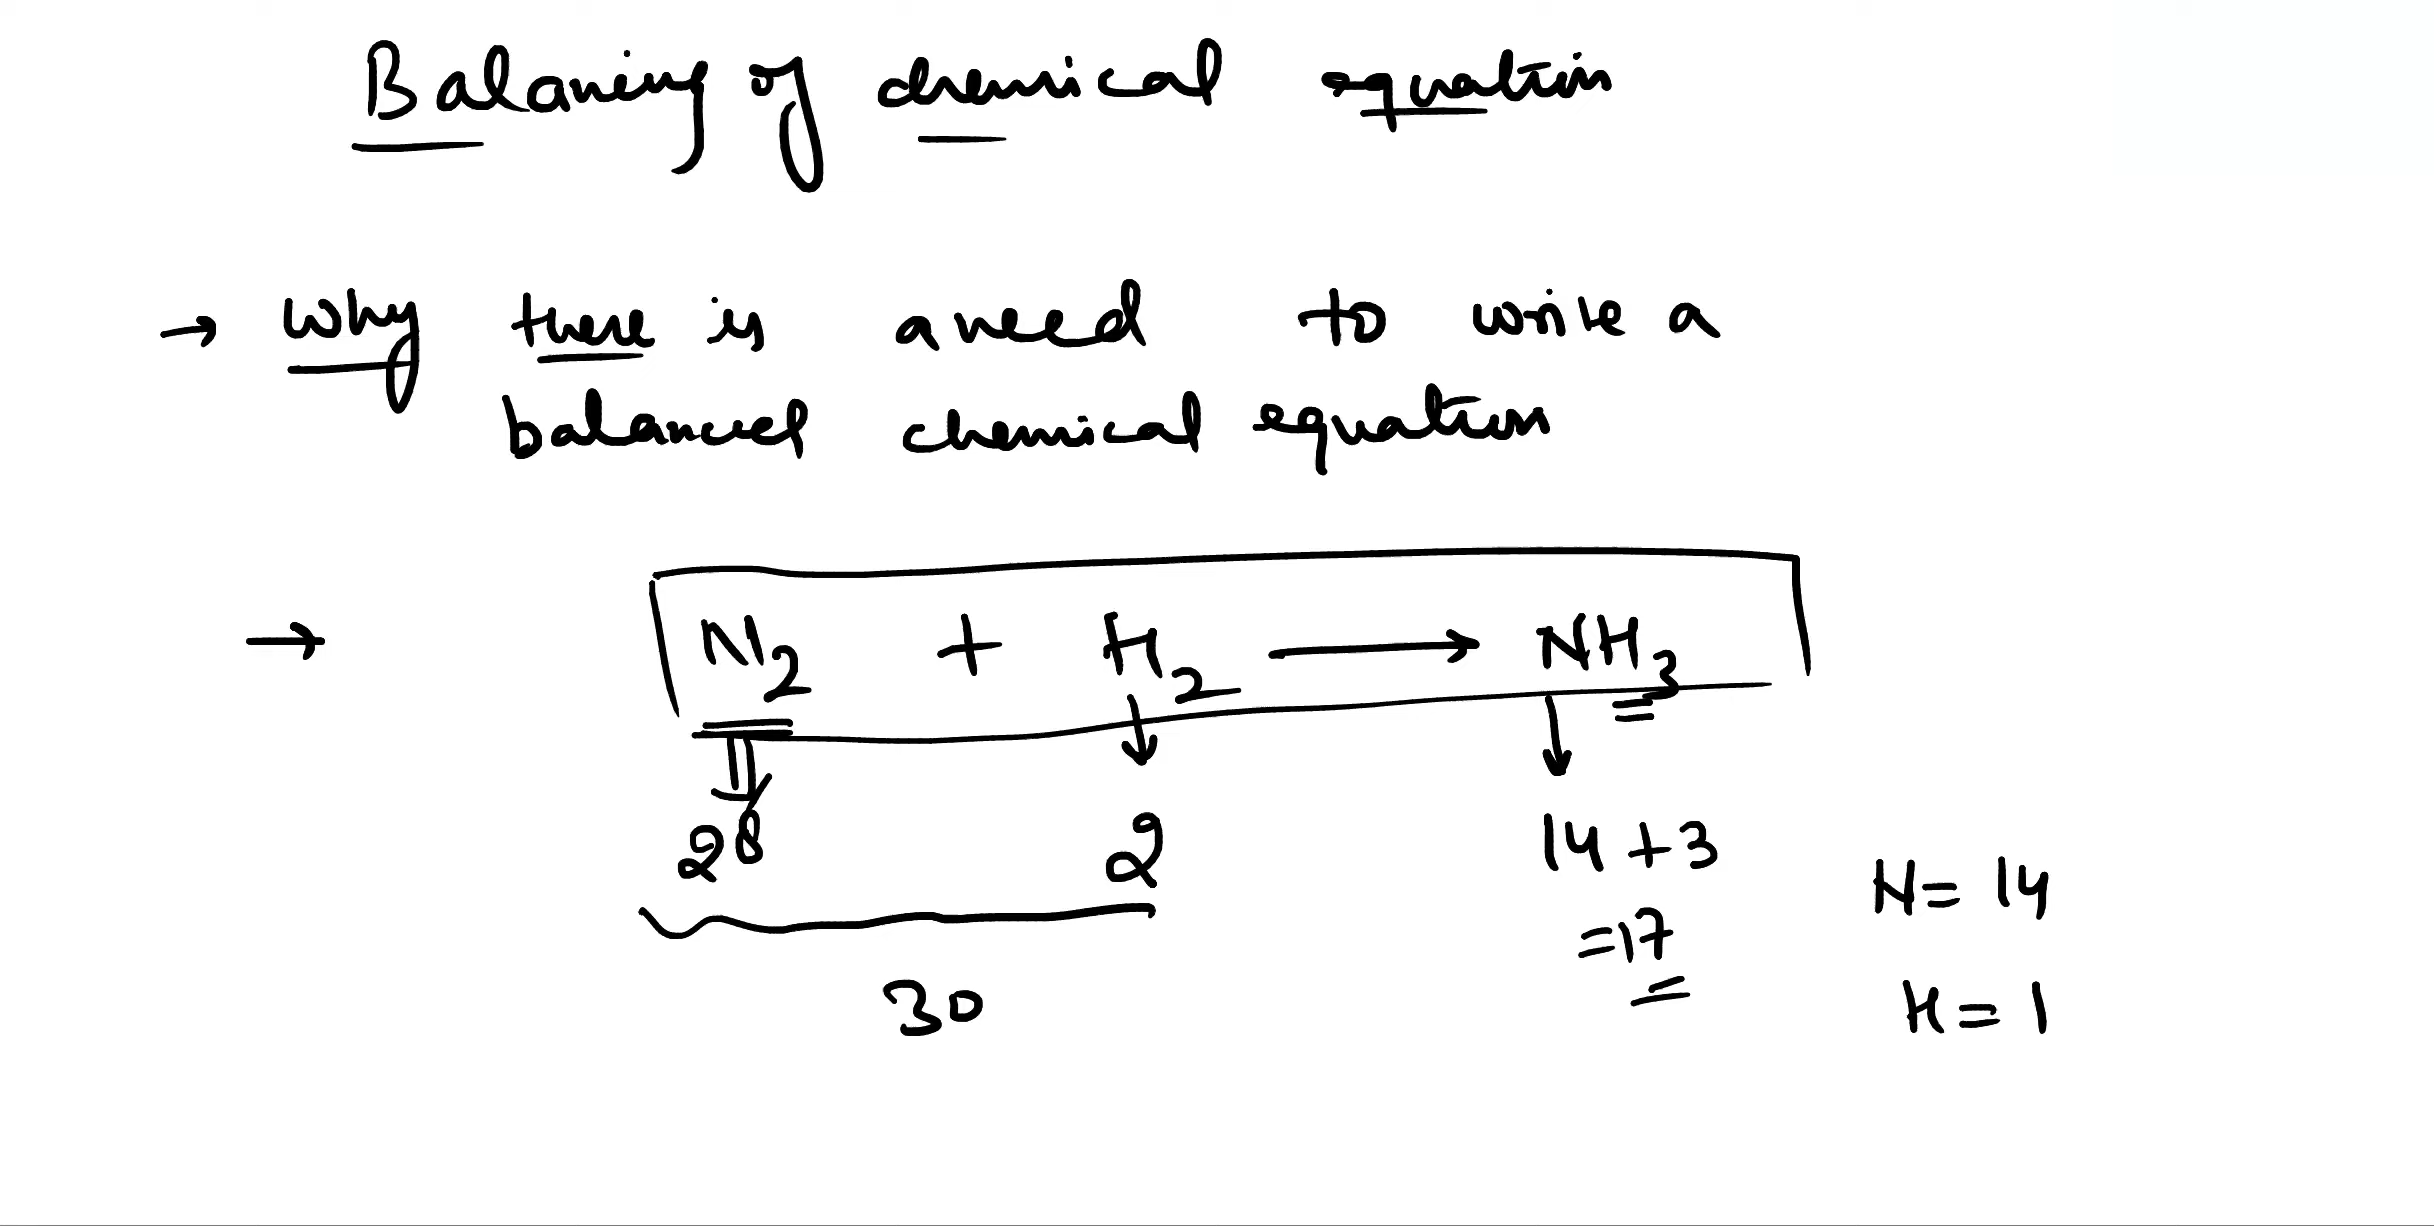 Balancing of chemical equation
→ Why there is a need to write a
balanced chemical equation
→ N₂ + H₂ ⟶ NH₃
28 2 14 + 3
N = 14
= 17
30
H = 1